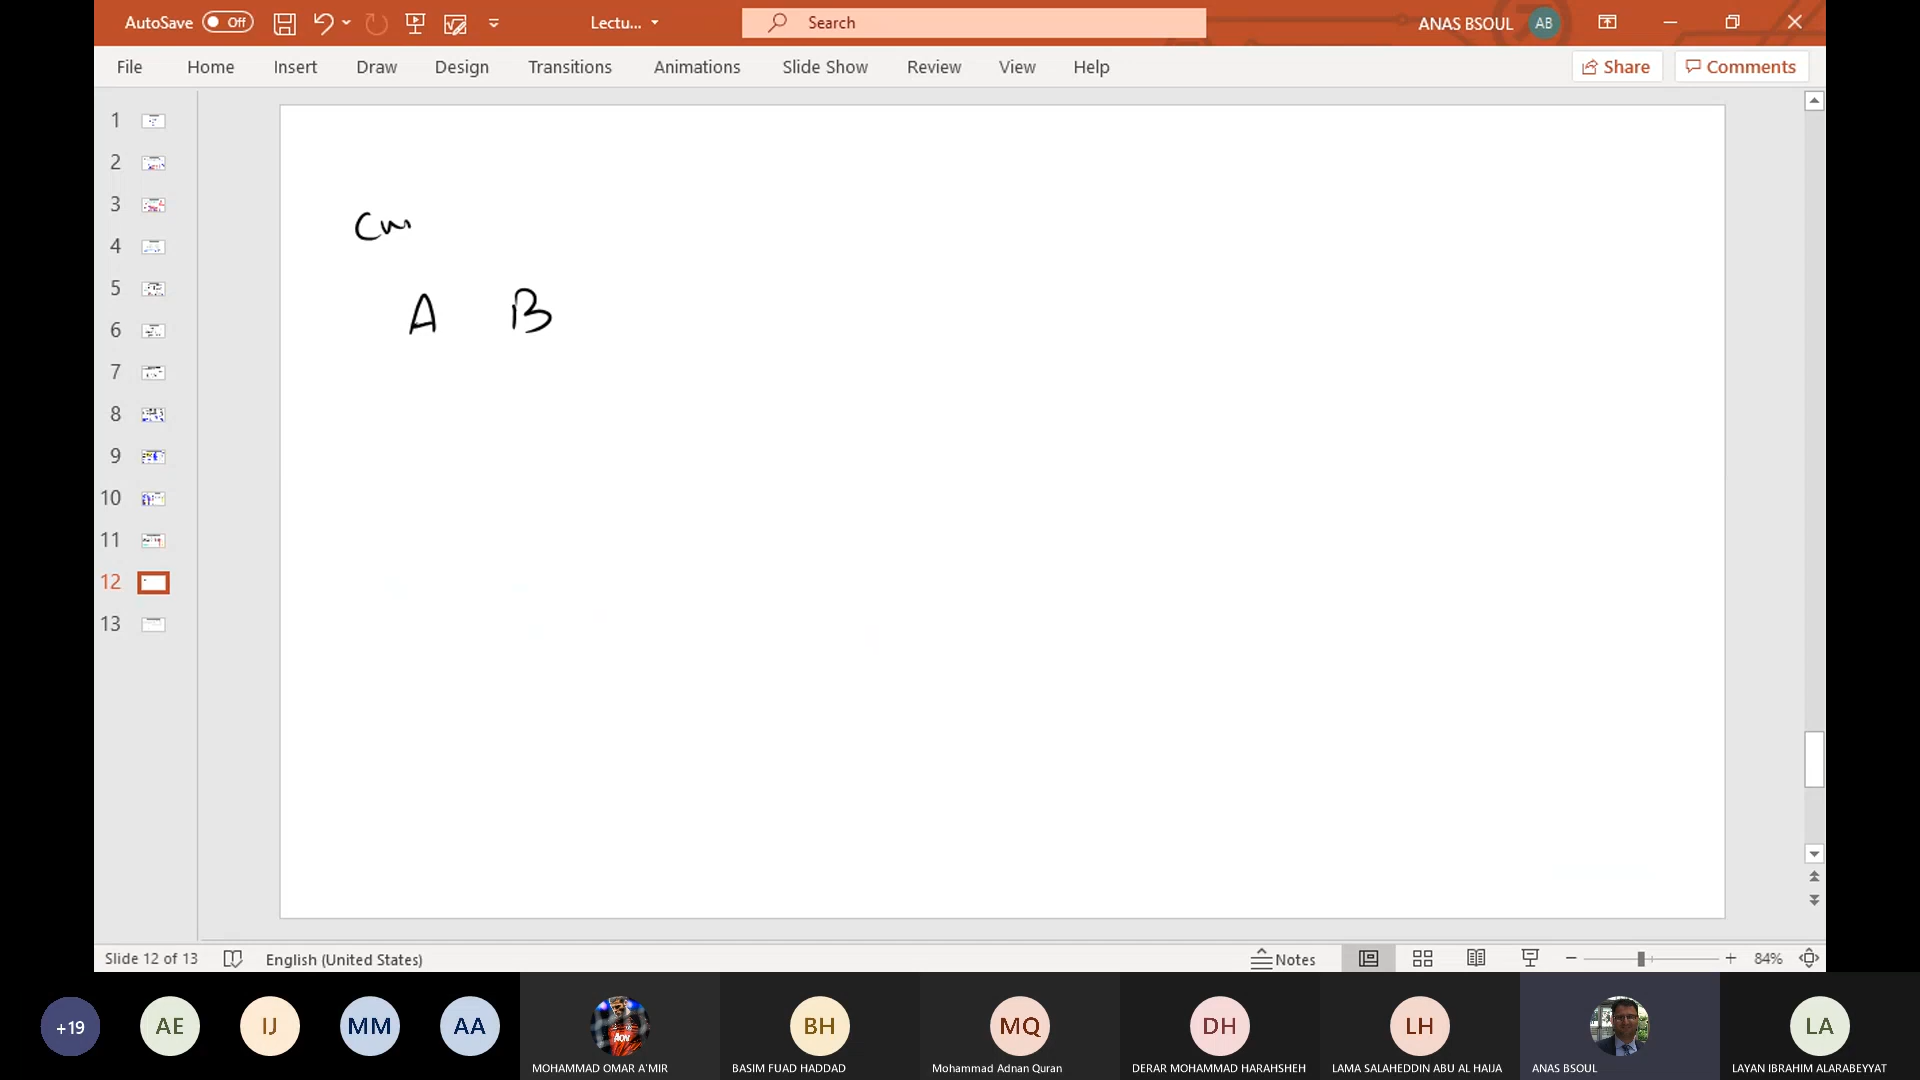 AutoSave Off Lectu... Search ANAS BSOUL AB
File Home Insert Draw Design Transitions Animations Slide Show Review View Help Share Comments
1
2
3
4
5
6
7
8
9
10
11
12
13
Cm
A B
Slide 12 of 13 English (United States) Notes 84%
+19 AE IJ MM AA BH MQ DH LH LA
MOHAMMAD OMAR A'MIR BASIM FUAD HADDAD Mohammad Adnan Quran DERAR MOHAMMAD HARAHSHEH LAMA SALAHEDDIN ABU AL HAIJA ANAS BSOUL LAYAN IBRAHIM ALARABEYYAT